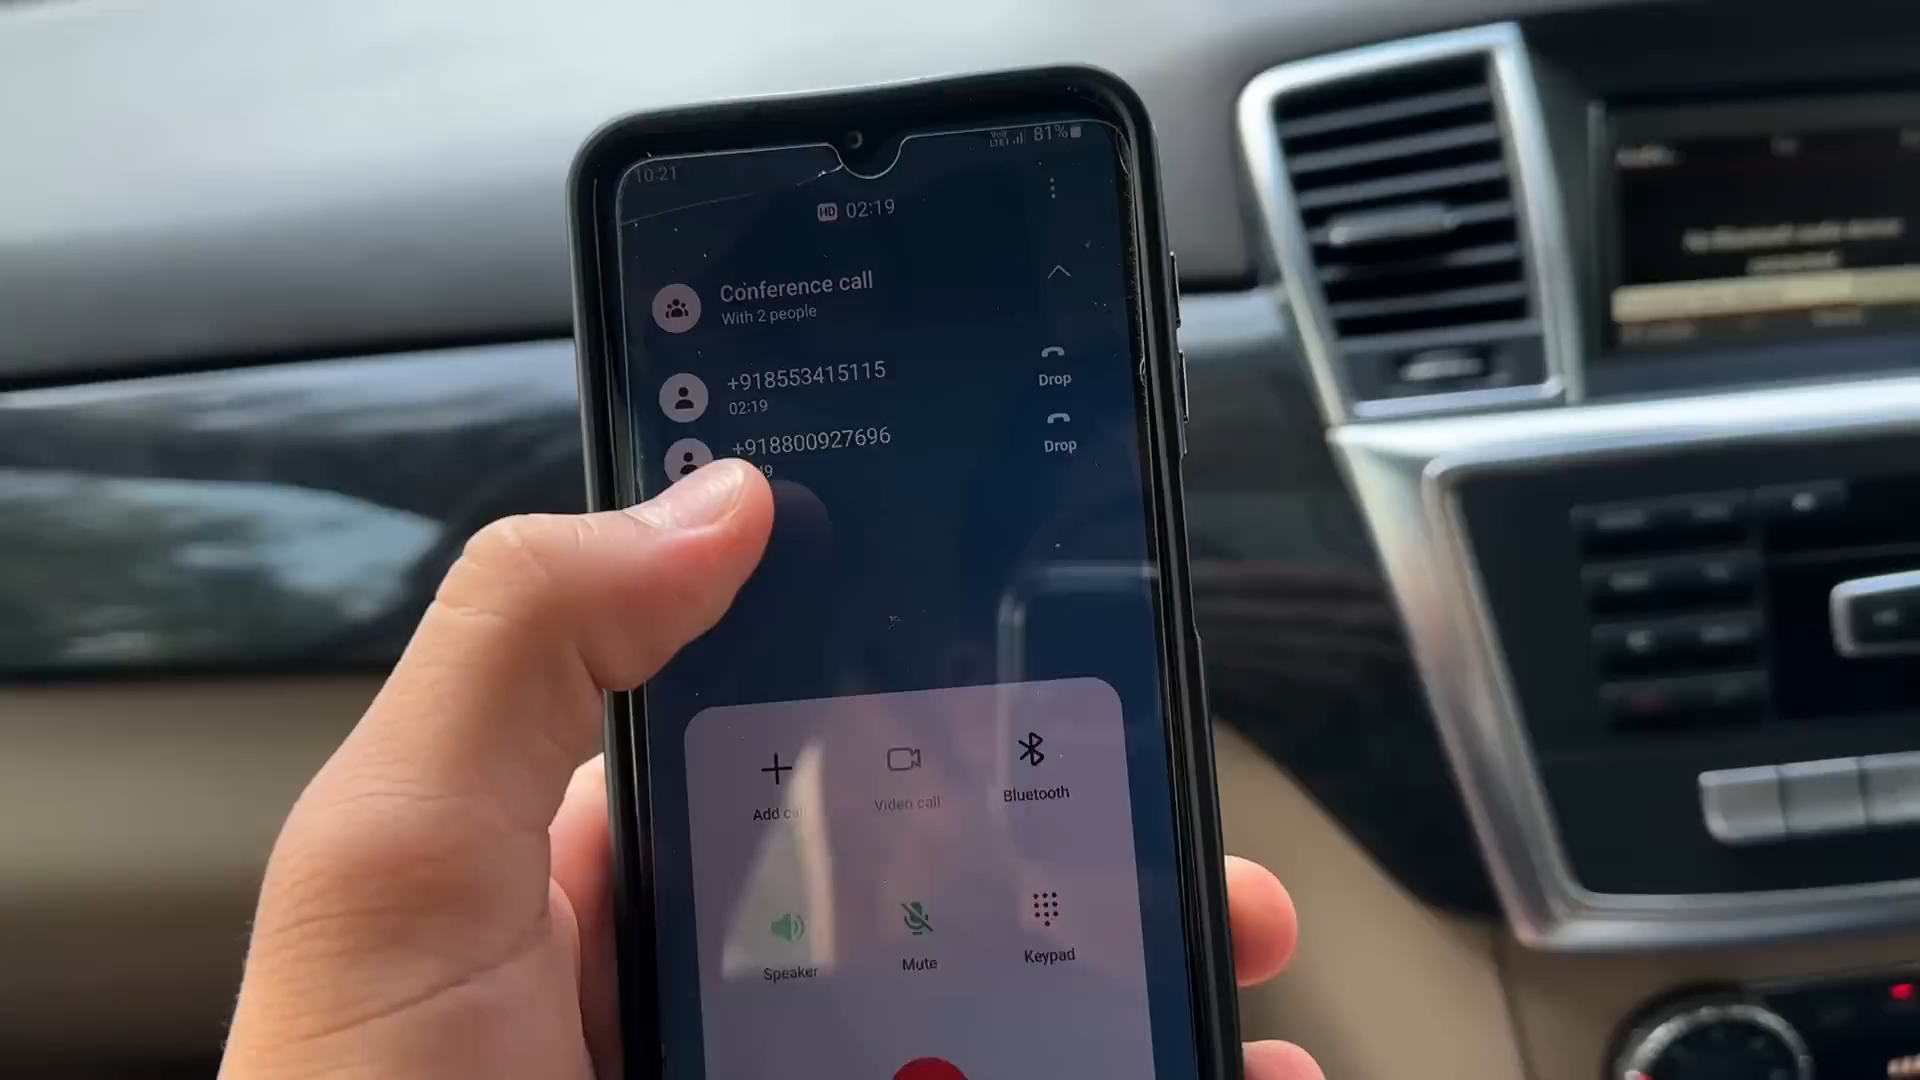 10:21
81%
HD 02:19
Conference call
With 2 people
+918553415115
02:19
Drop
+918800927696
Drop
Add call
Video call
Bluetooth
Speaker
Mute
Keypad